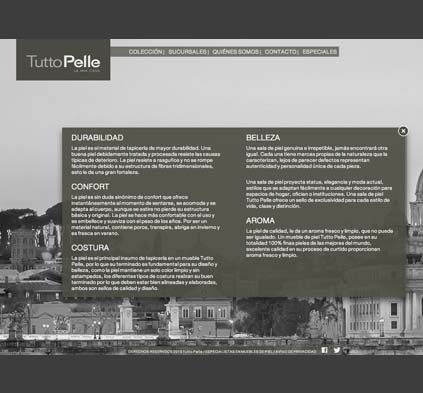 Tutto Pelle
LA MIA CASA
COLECCIÓN | SUCURSALES | QUIÉNES SOMOS | CONTACTO | ESPECIALES
DURABILIDAD
La piel es el material de tapicería de mayor durabilidad. Una
buena piel debidamente tratada y procesada resiste las causas
típicas de deterioro. La piel resiste a rasguños y no se rompe
fácilmente debido a su estructura de fibras tridimensionales,
esto le da una gran fortaleza.
CONFORT
La piel es sin duda sinónimo de confort que ofrece
instantáneamente al momento de sentarse, se acomoda y se
adapta al cuerpo, aunque se estire no pierde su estructura
básica y original. La piel se hace más confortable con el uso y
se embellece y suaviza con el paso de los años. Por ser un
material natural, contiene poros, transpira, abriga en invierno y
es fresca en verano.
COSTURA
La piel es el principal insumo de tapicería en un mueble Tutto
Pelle, por lo que su terminado es fundamental para su diseño y
belleza, como la piel mantiene un solo color limpio y sin
estampados, los diferentes tipos de costura realzan su buen
terminado por lo que deben estar bien alineadas y elaboradas,
ambos son sellos de calidad y diseño.
BELLEZA
Una sala de piel genuina e irrepetible, jamás encontrará otra
igual. Cada una tiene marcas propias de la naturaleza que la
caracterizan, lejos de parecer defectos representan
autenticidad y personalidad única de cada pieza.
Una sala de piel proyecta status, elegancia y moda actual,
estilos que se adaptan fácilmente a cualquier decoración para
espacios de hogar, oficina o instituciones. Una sala de piel
Tutto Pelle ofrece un sello de exclusividad para cada estilo de
vida, clase y distinción.
AROMA
La piel de calidad, le da un aroma fresco y limpio, que no puede
ser igualado. Un mueble de piel Tutto Pelle, posee en su
totalidad 100% finas pieles de las mejores del mundo,
excelente calidad en su proceso de curtido proporcionan
aroma fresco y limpio.